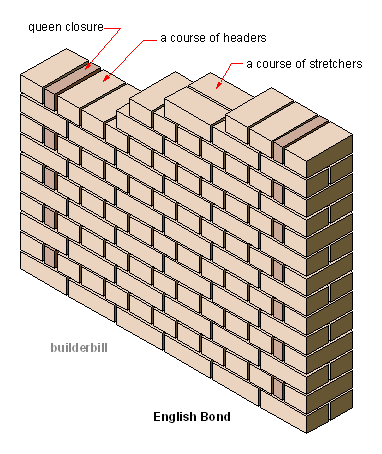 queen closure
a course of headers
a course of stretchers
builderbill
English Bond